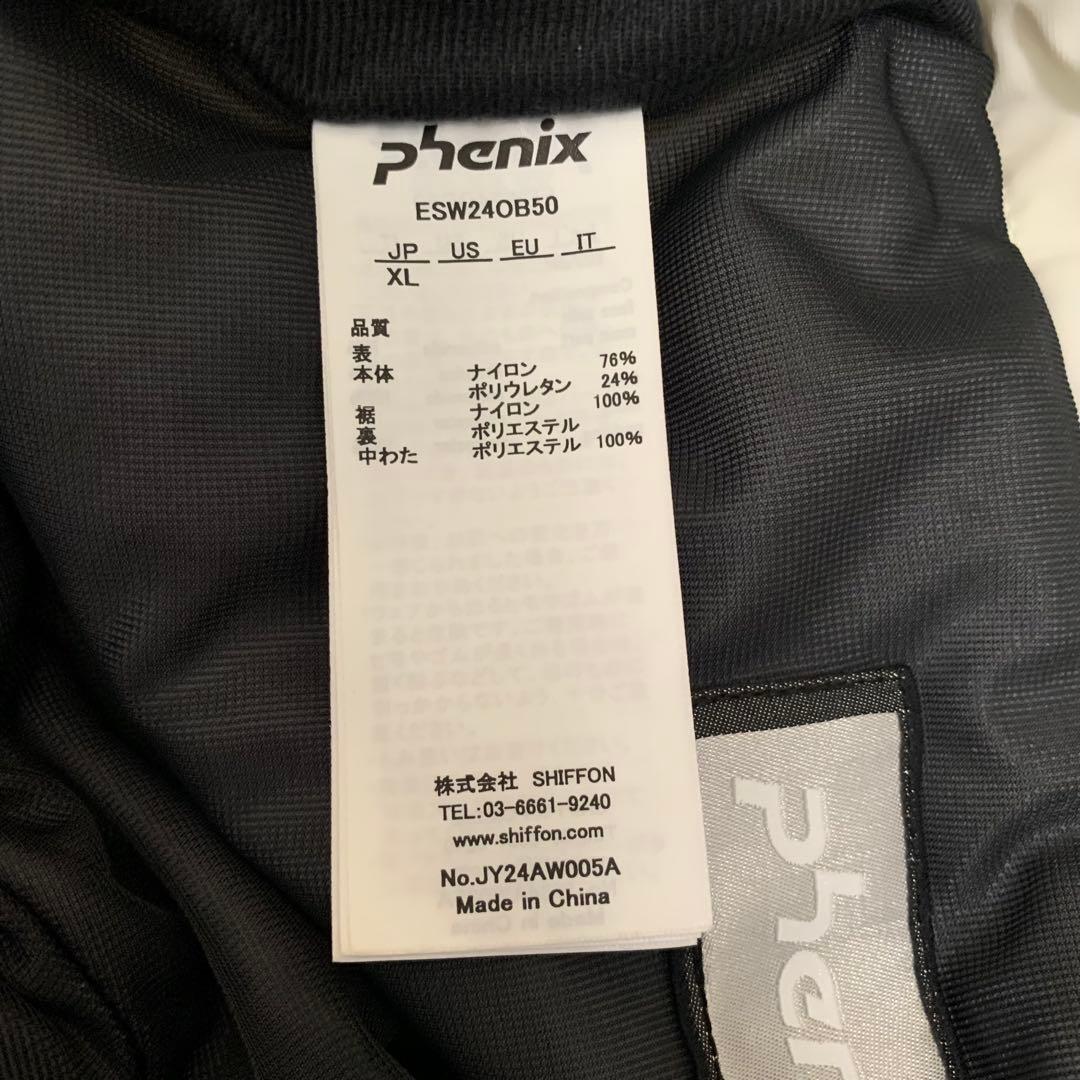 phenix
ESW24OB50
JP US EU IT
XL
品質
表
本体 ナイロン 76%
ポリウレタン 24%
裾 ナイロン 100%
裏 ポリエステル
中わた ポリエステル 100%
株式会社 SHIFFON
TEL:03-6661-9240
www.shiffon.com
No.JY24AW005A
Made in China
phen